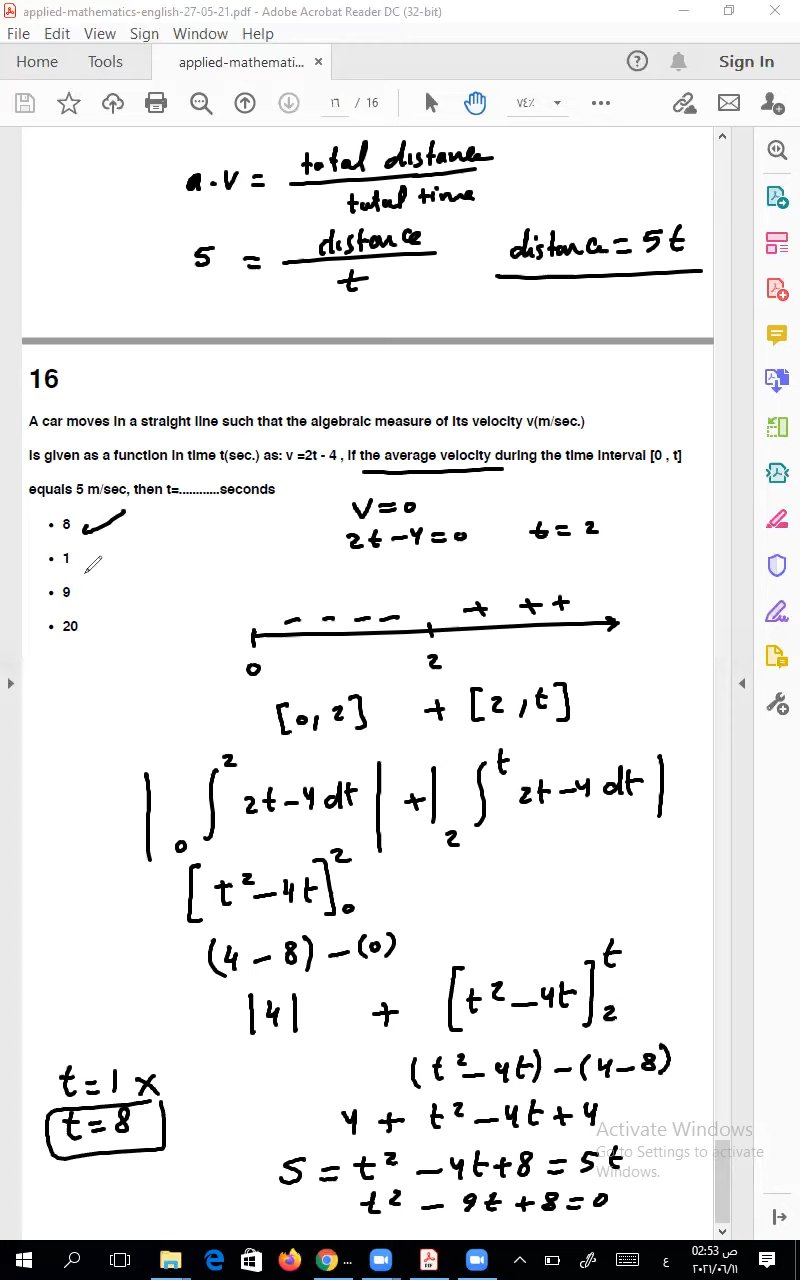 applied-mathematics-english-27-05-21.pdf - Adobe Acrobat Reader DC (32-bit)
File Edit View Sign Window Help
Home Tools applied-mathemati... × Sign In
١٦ / 16 ٧٤٪
a.v = total distance / total time
5 = distance / t
distance = 5t
16
A car moves in a straight line such that the algebraic measure of its velocity v(m/sec.)
is given as a function in time t(sec.) as: v =2t - 4 , if the average velocity during the time interval [0 , t]
equals 5 m/sec, then t=............seconds
• 8
• 1
• 9
• 20
V = 0
2t - 4 = 0 t = 2
- - - - + + +
0 2
[0,2] + [2,t]
| ∫₀² 2t-4 dt | + | ∫₂ᵗ 2t-4 dt |
[t² - 4t]₀²
(4 - 8) - (0)
|4| + [t² - 4t]₂ᵗ
(t² - 4t) - (4 - 8)
4 + t² - 4t + 4
S = t² - 4t + 8 = 5t
t² - 9t + 8 = 0
t = 1 ×
t = 8
Activate Windows
Go to Settings to activate
Windows.
ع
02:53 ص
٢٠٢١/٠٦/١١